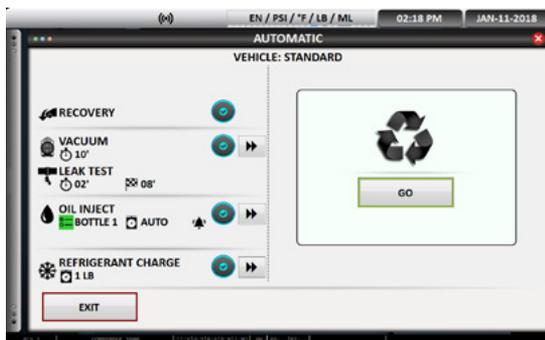 EN / PSI / °F / LB / ML
02:18 PM
JAN-11-2018
AUTOMATIC
VEHICLE: STANDARD
RECOVERY
VACUUM
10'
LEAK TEST
02' 08'
OIL INJECT
BOTTLE 1 AUTO
REFRIGERANT CHARGE
1 LB
GO
EXIT